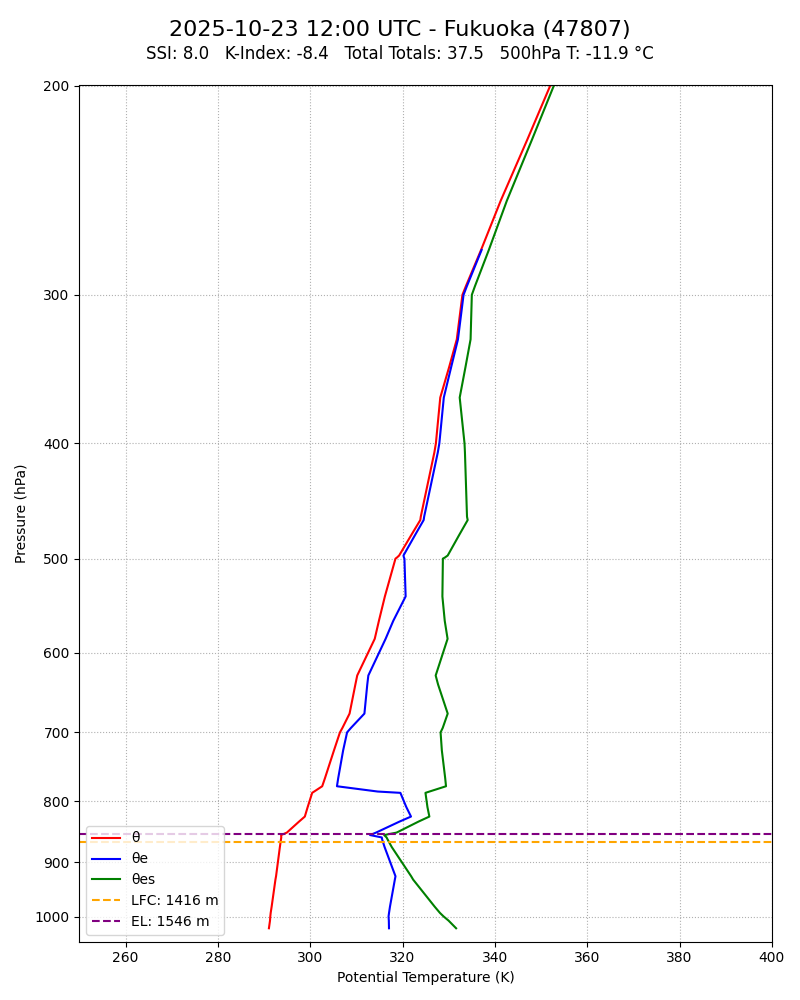 2025-10-23 12:00 UTC - Fukuoka (47807)
SSI: 8.0   K-Index: -8.4   Total Totals: 37.5   500hPa T: -11.9 °C
200
300
400
500
600
700
800
900
1000
Pressure (hPa)
θ
θe
θes
LFC: 1416 m
EL: 1546 m
260 280 300 320 340 360 380 400
Potential Temperature (K)